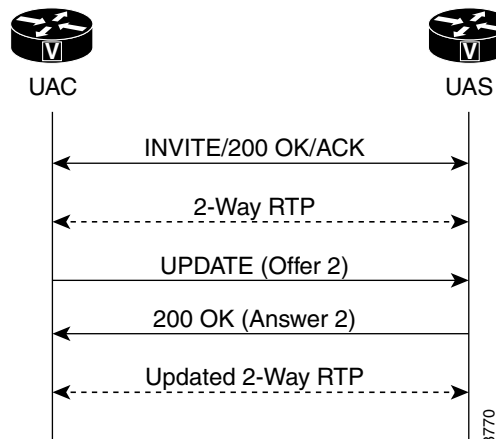 V V
UAC UAS
INVITE/200 OK/ACK
2-Way RTP
UPDATE (Offer 2)
200 OK (Answer 2)
Updated 2-Way RTP